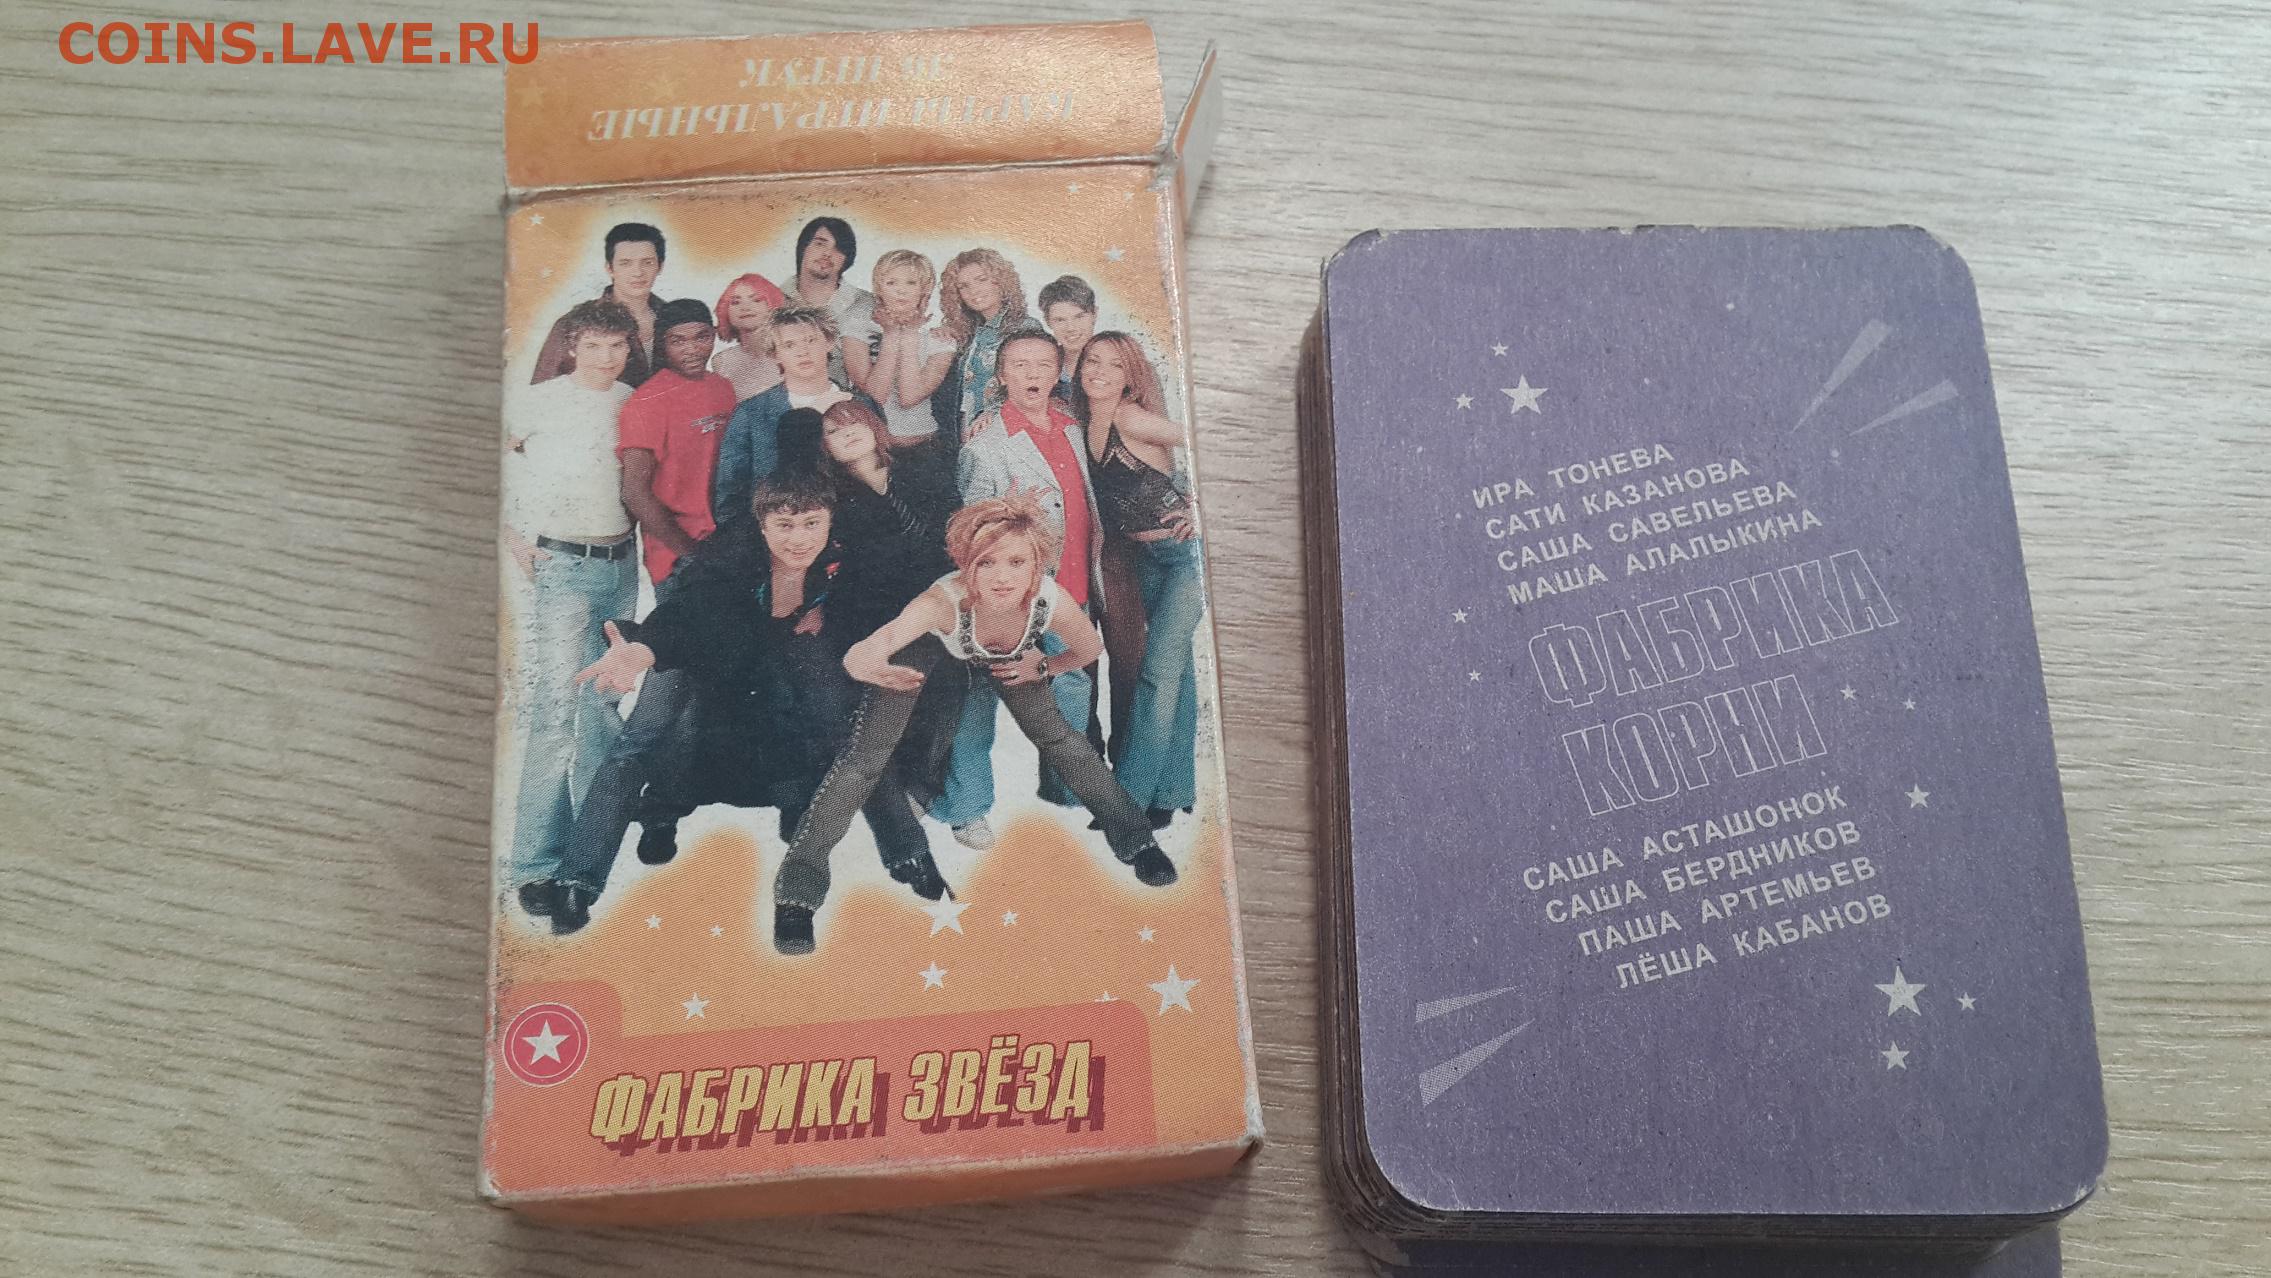 COINS.LAVE.RU
КАРТЫ ИГРАЛЬНЫЕ
36 ШТУК
ФАБРИКА ЗВЁЗД
ИРА ТОНЕВА
САТИ КАЗАНОВА
САША САВЕЛЬЕВА
МАША АЛАЛЫКИНА
ФАБРИКА
КОРНИ
САША АСТАШОНОК
САША БЕРДНИКОВ
ПАША АРТЕМЬЕВ
ЛЁША КАБАНОВ